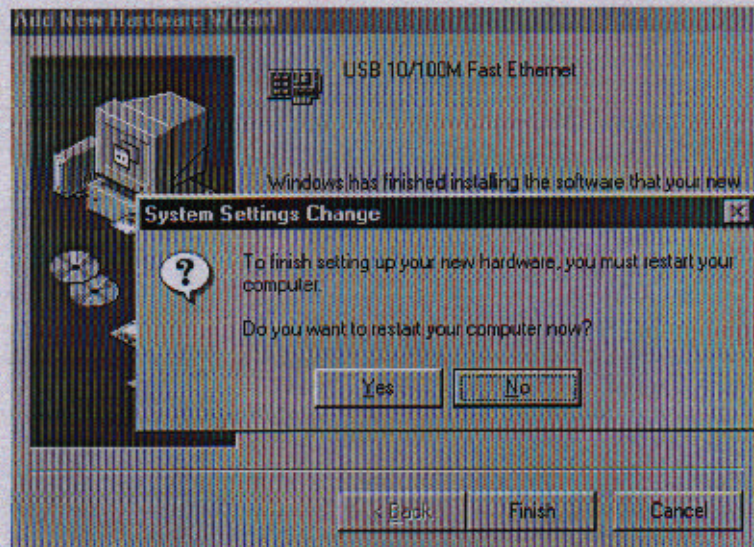 Add New Hardware Wizard
USB 10/100M Fast Ethernet
Windows has finished installing the software that your new
System Settings Change
To finish setting up your new hardware, you must restart your
computer.
Do you want to restart your computer now?
Yes
No
< Back
Finish
Cancel